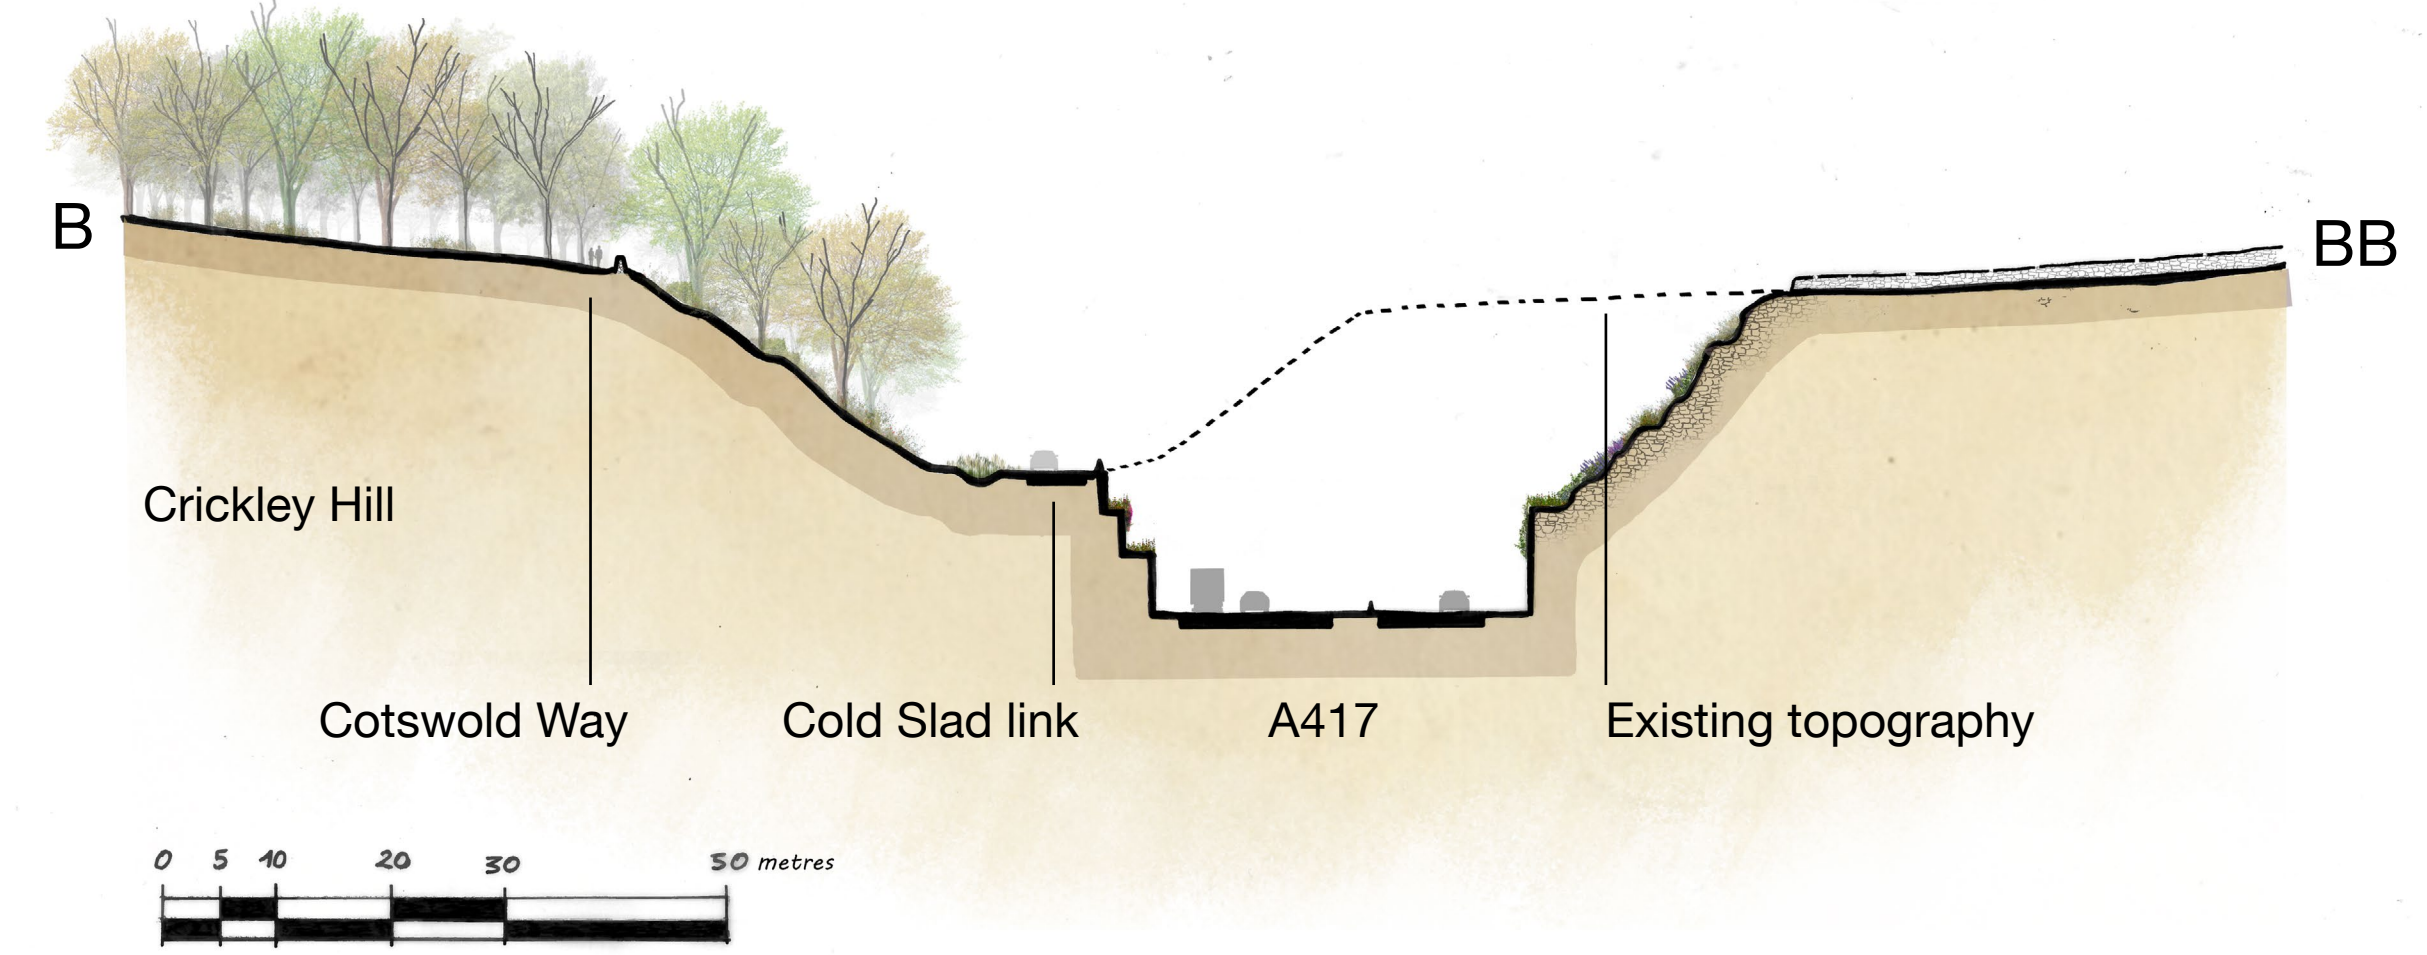 B
BB
Crickley Hill
Cotswold Way
Cold Slad link
A417
Existing topography
0 5 10 20 30 50 metres